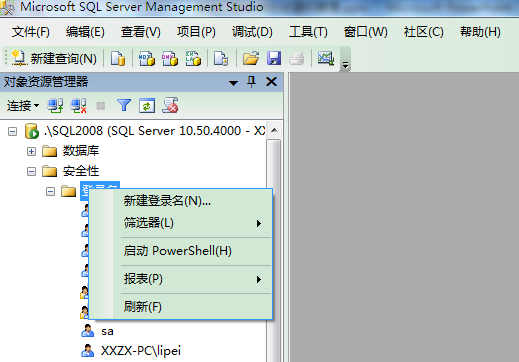 Microsoft SQL Server Management Studio
文件(F) 编辑(E) 查看(V) 项目(P) 调试(D) 工具(T) 窗口(W) 社区(C) 帮助(H)
新建查询(N)
对象资源管理器
连接
.\SQL2008 (SQL Server 10.50.4000 - XX
数据库
安全性
登录名
新建登录名(N)...
筛选器(L)
启动 PowerShell(H)
报表(P)
刷新(F)
sa
XXZX-PC\lipei